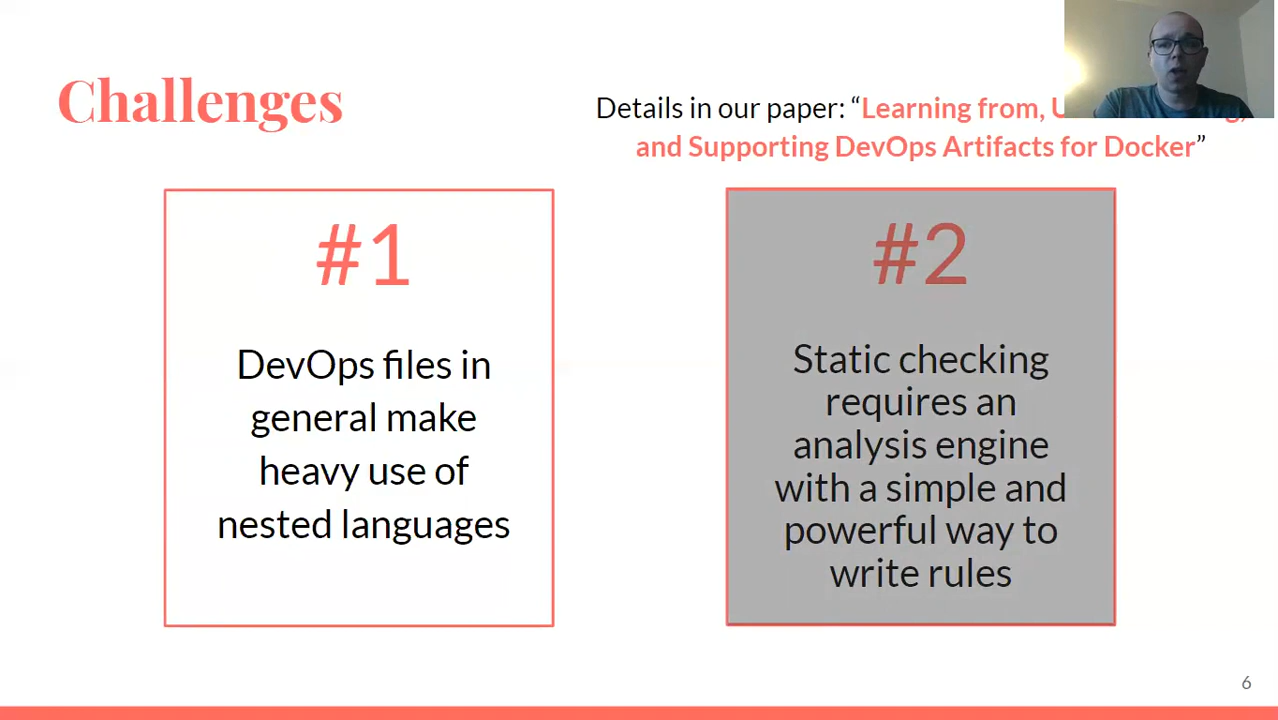 Challenges
Details in our paper: “Learning from,
and Supporting DevOps Artifacts for Docker”
#1
DevOps files in
general make
heavy use of
nested languages
#2
Static checking
requires an
analysis engine
with a simple and
powerful way to
write rules
6